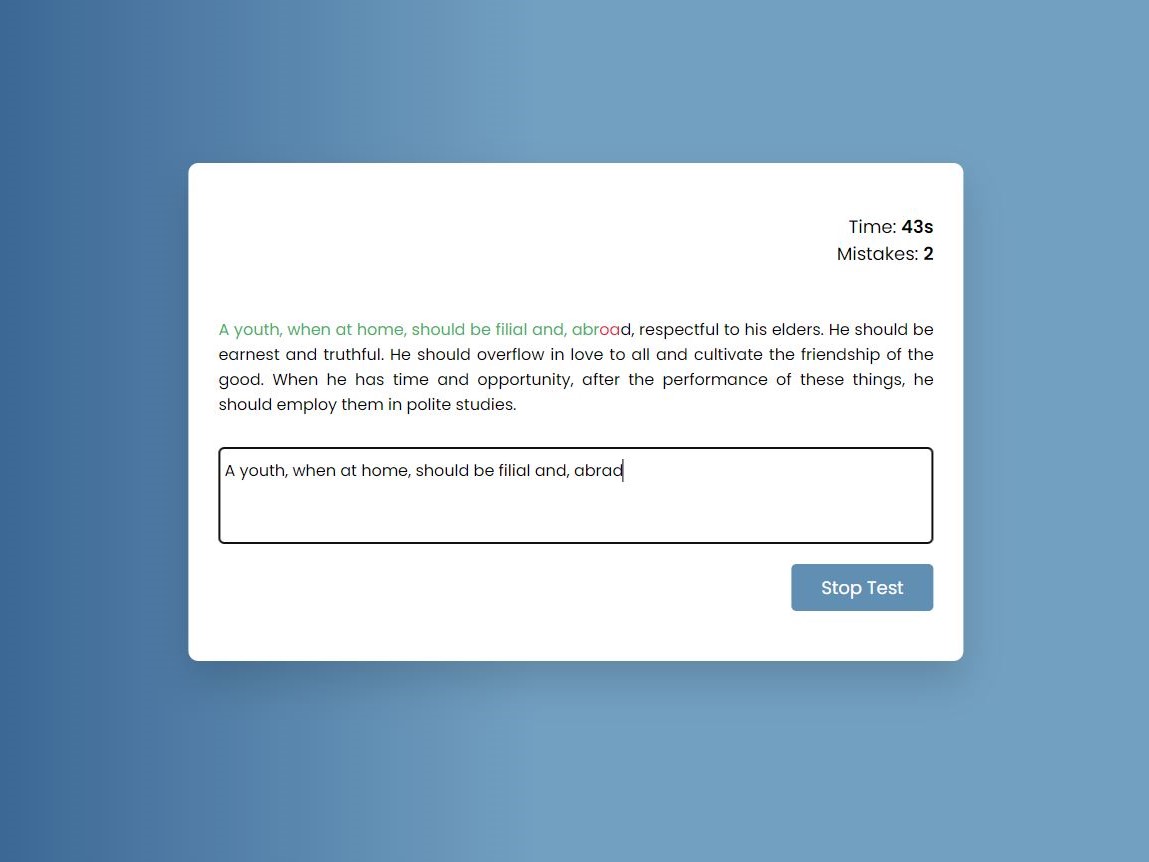 Time: 43s
Mistakes: 2
A youth, when at home, should be filial and, abroad, respectful to his elders. He should be
earnest and truthful. He should overflow in love to all and cultivate the friendship of the
good. When he has time and opportunity, after the performance of these things, he
should employ them in polite studies.
A youth, when at home, should be filial and, abrad
Stop Test